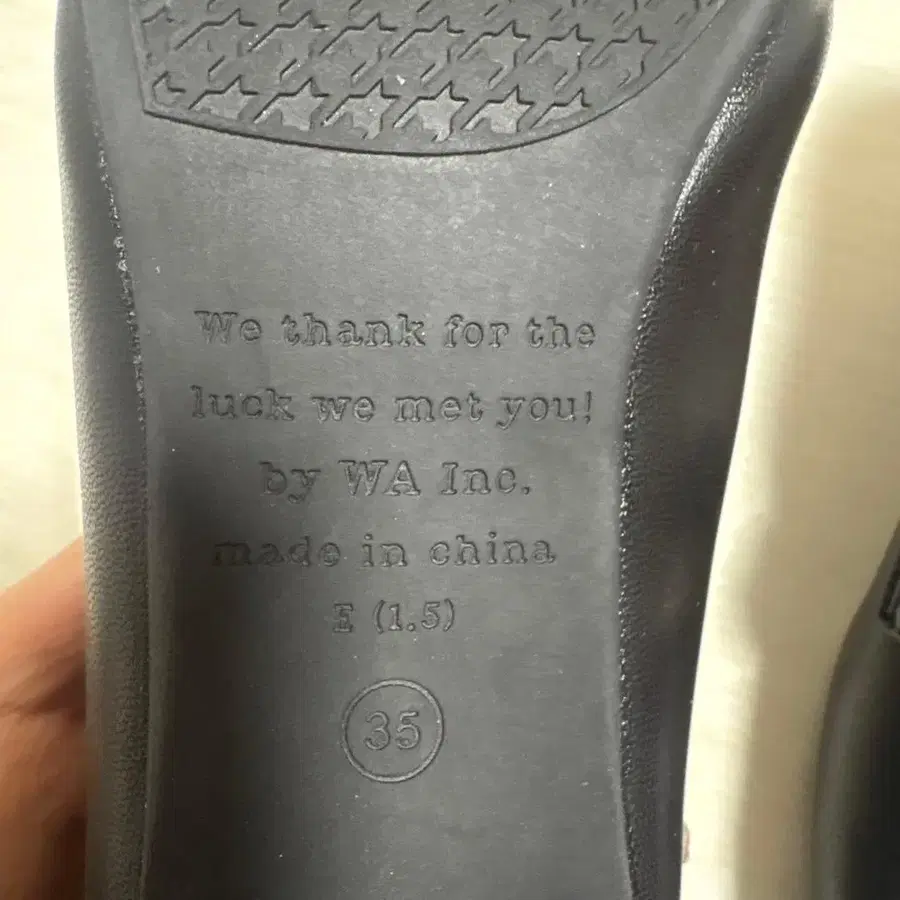 We thank for the
luck we met you!
by WA Inc.
made in china
E (1.5)
35